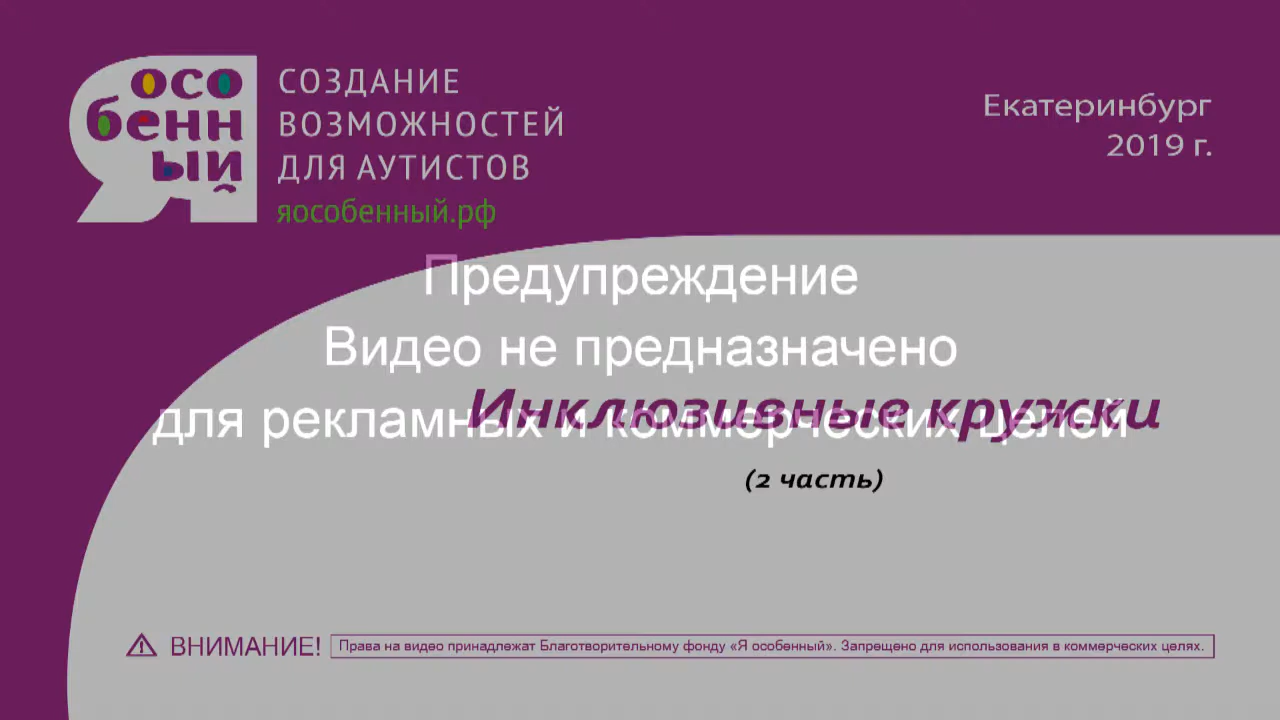 осо
бенн
ый
Я
СОЗДАНИЕ
ВОЗМОЖНОСТЕЙ
ДЛЯ АУТИСТОВ
яособенный.рф
Екатеринбург
2019 г.
Предупреждение
Видео не предназначено
для рекламных и коммерческих целей
Инклюзивные кружки
(2 часть)
ВНИМАНИЕ! Права на видео принадлежат Благотворительному фонду «Я особенный». Запрещено для использования в коммерческих целях.